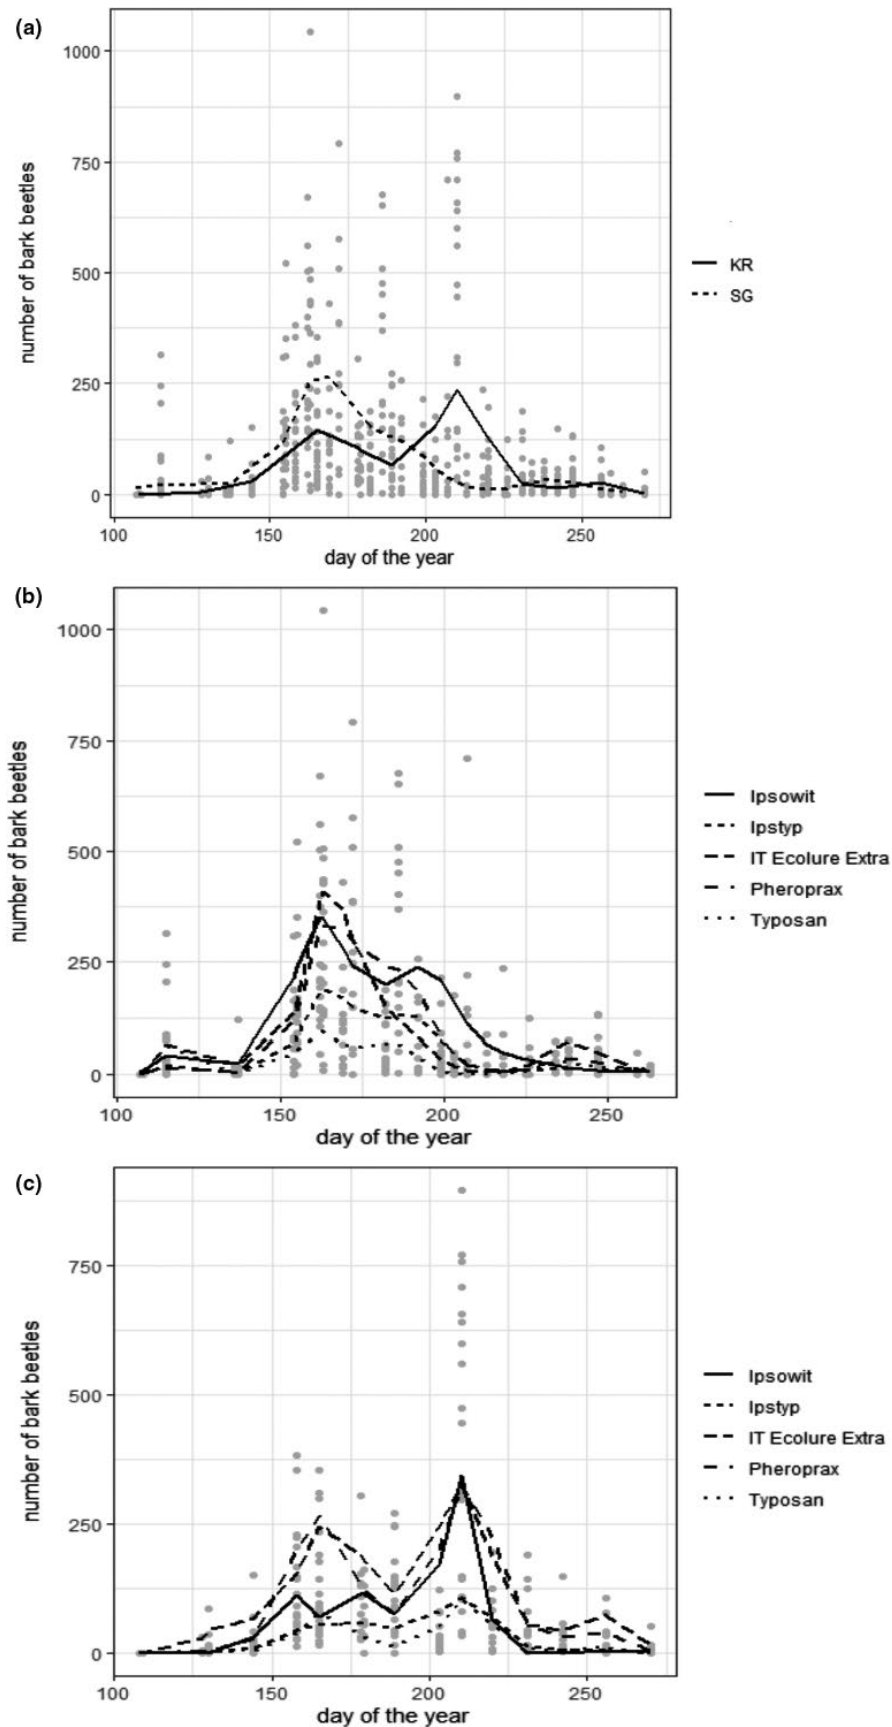 (a)
number of bark beetles
1000
750
500
250
0
100 150 200 250
day of the year
KR
SG
(b)
number of bark beetles
1000
750
500
250
0
100 150 200 250
day of the year
Ipsowit
Ipstyp
IT Ecolure Extra
Pheroprax
Typosan
(c)
number of bark beetles
750
500
250
0
100 150 200 250
day of the year
Ipsowit
Ipstyp
IT Ecolure Extra
Pheroprax
Typosan